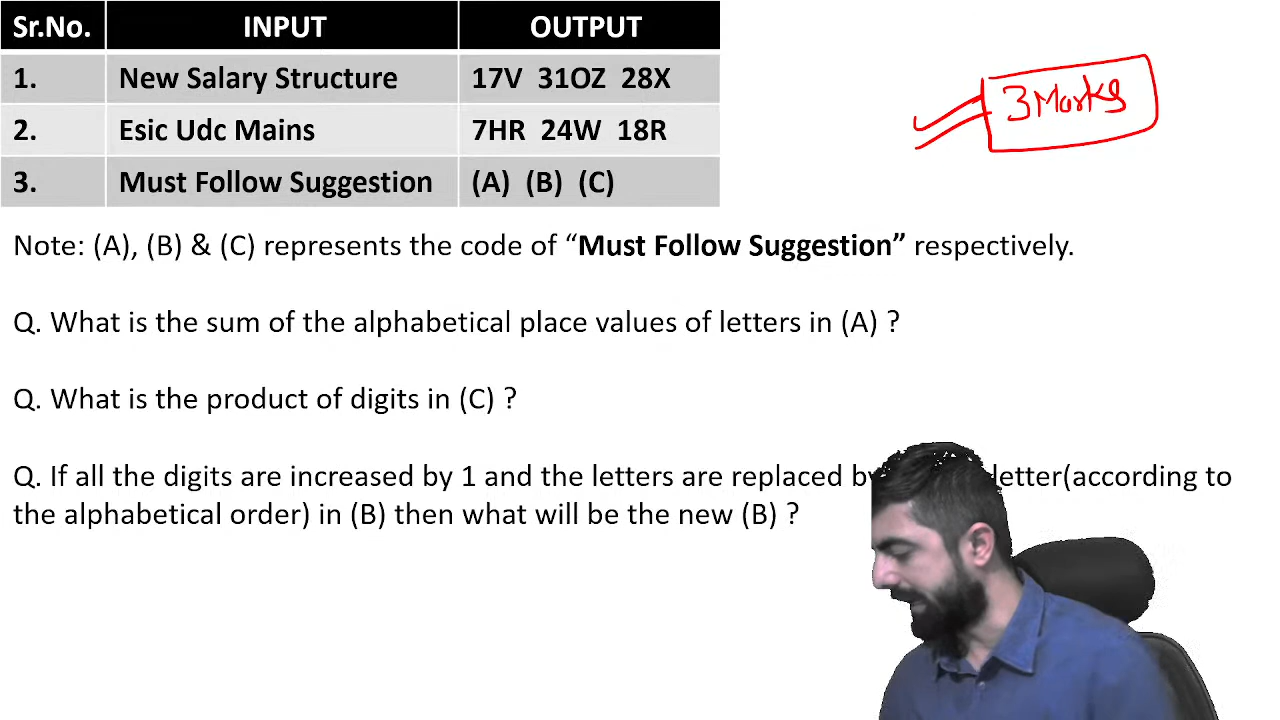 Sr.No. INPUT OUTPUT
1. New Salary Structure 17V 31OZ 28X
2. Esic Udc Mains 7HR 24W 18R
3. Must Follow Suggestion (A) (B) (C)
3 Marks
Note: (A), (B) & (C) represents the code of “Must Follow Suggestion” respectively.
Q. What is the sum of the alphabetical place values of letters in (A) ?
Q. What is the product of digits in (C) ?
Q. If all the digits are increased by 1 and the letters are replaced by letter(according to
the alphabetical order) in (B) then what will be the new (B) ?